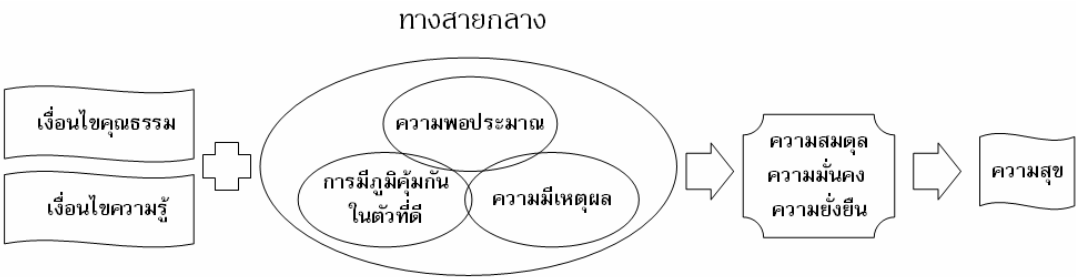 ทางสายกลาง
เงื่อนไขคุณธรรม
เงื่อนไขความรู้
ความพอประมาณ
การมีภูมิคุ้มกัน
ในตัวที่ดี
ความมีเหตุผล
ความสมดุล
ความมั่นคง
ความยั่งยืน
ความสุข